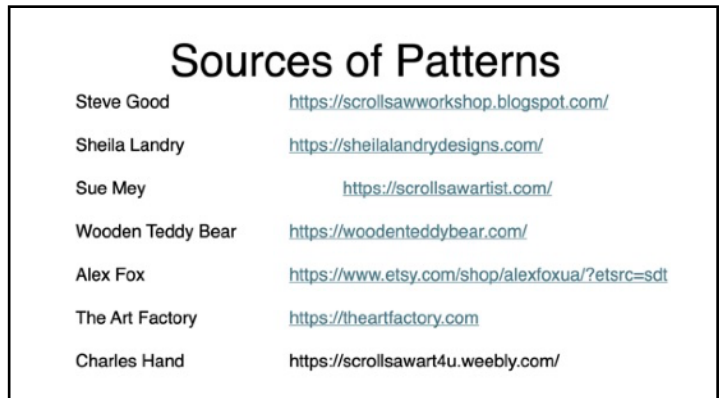 Sources of Patterns
Steve Good https://scrollsawworkshop.blogspot.com/
Sheila Landry https://sheilalandrydesigns.com/
Sue Mey https://scrollsawartist.com/
Wooden Teddy Bear https://woodenteddybear.com/
Alex Fox https://www.etsy.com/shop/alexfoxua/?etsrc=sdt
The Art Factory https://theartfactory.com
Charles Hand https://scrollsawart4u.weebly.com/